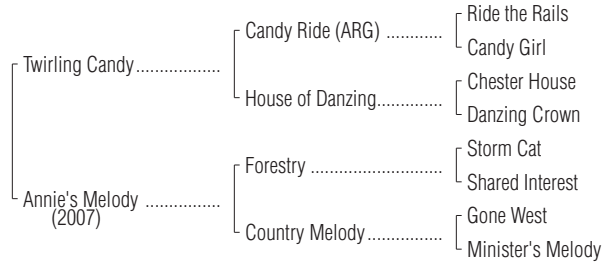 Ride the Rails
Candy Ride (ARG) ............
Candy Girl
Twirling Candy.................
Chester House
House of Danzing..............
Danzing Crown
Storm Cat
Forestry ......................
Shared Interest
Annie's Melody ...............
(2007)
Gone West
Country Melody................
Minister's Melody